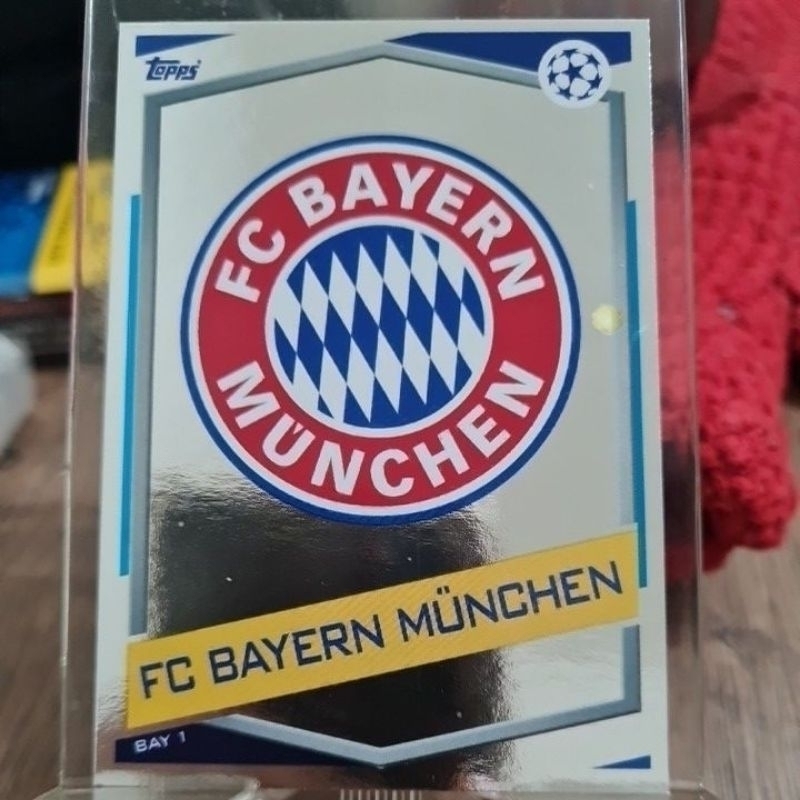 Topps
FC BAYERN
MÜNCHEN
FC BAYERN MÜNCHEN
BAY 1